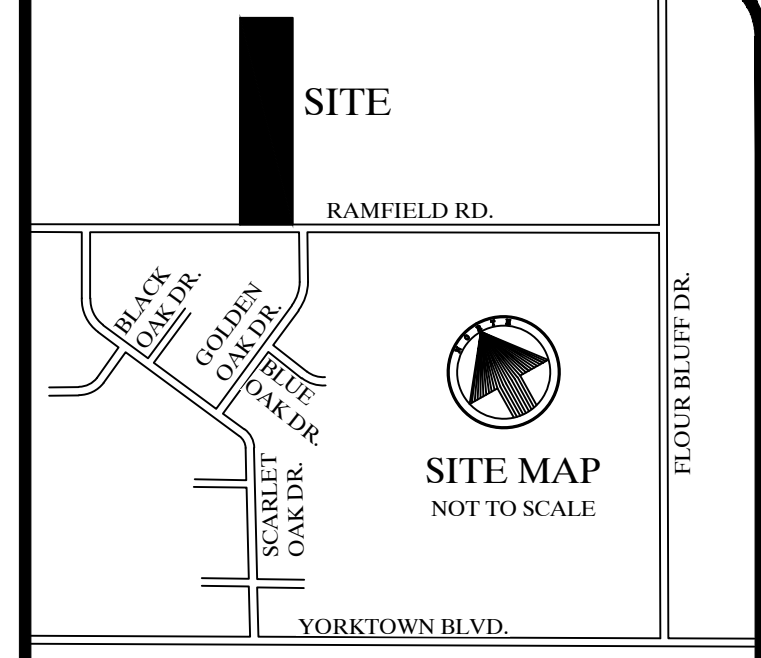 SITE
RAMFIELD RD.
BLACK
OAK DR.
GOLDEN
OAK DR.
BLUE
OAK DR.
FLOUR BLUFF DR.
NORTH
SITE MAP
NOT TO SCALE
SCARLET
OAK DR.
YORKTOWN BLVD.